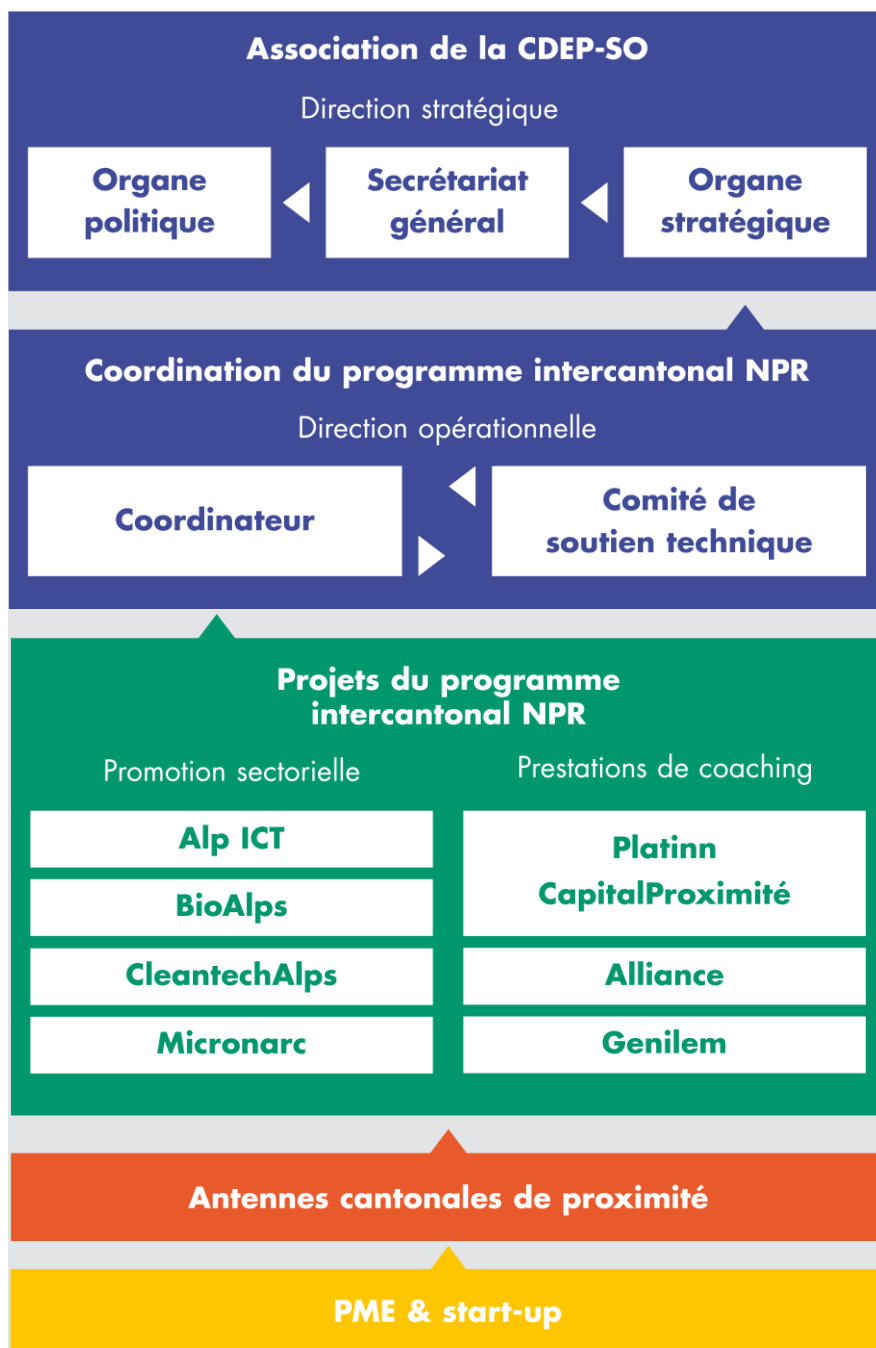 Association de la CDEP-SO
Direction stratégique
Organe
politique
Secrétariat
général
Organe
stratégique
Coordination du programme intercantonal NPR
Direction opérationnelle
Coordinateur
Comité de
soutien technique
Projets du programme
intercantonal NPR
Promotion sectorielle
Alp ICT
BioAlps
CleantechAlps
Micronarc
Prestations de coaching
Platinn
CapitalProximité
Alliance
Genilem
Antennes cantonales de proximité
PME & start-up